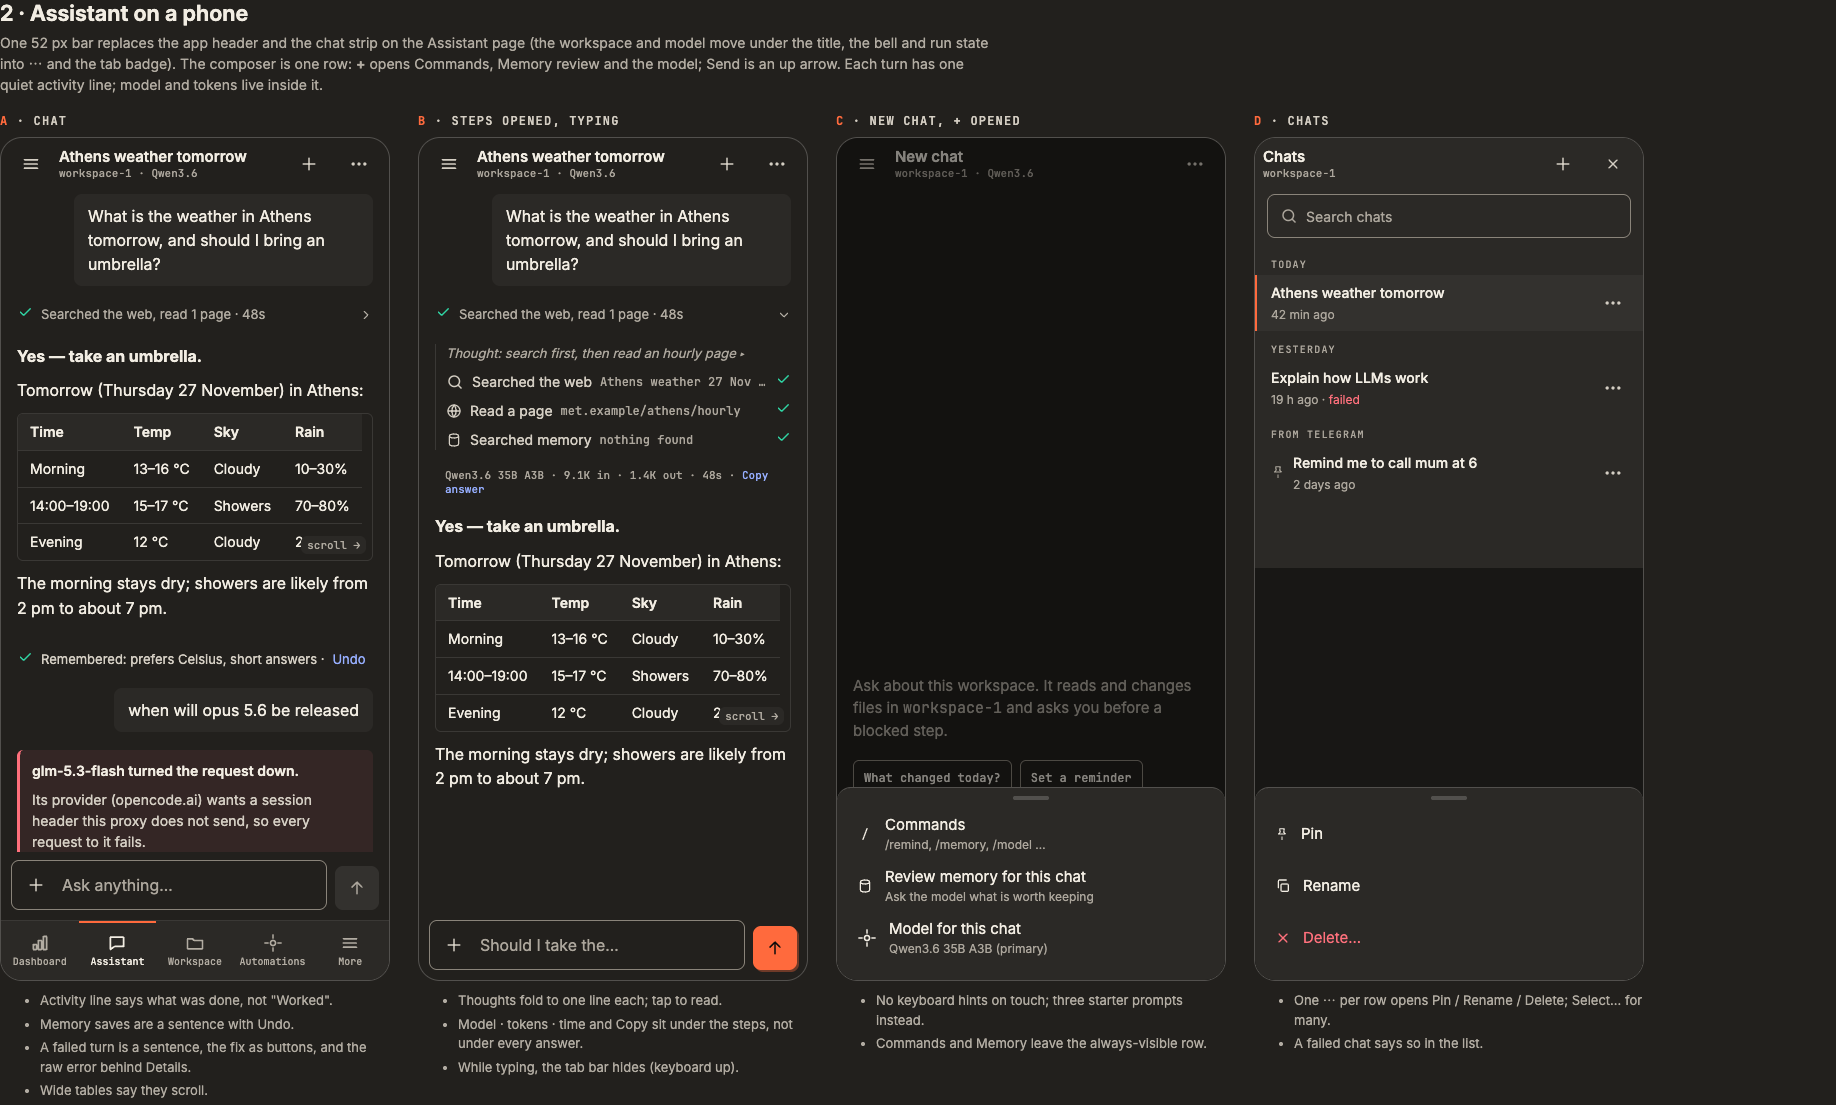 2 · Assistant on a phone
One 52 px bar replaces the app header and the chat strip on the Assistant page (the workspace and model move under the title, the bell and run state
into ··· and the tab badge). The composer is one row: + opens Commands, Memory review and the model; Send is an up arrow. Each turn has one
quiet activity line; model and tokens live inside it.
A · CHAT
Athens weather tomorrow
workspace-1 · Qwen3.6
What is the weather in Athens
tomorrow, and should I bring an
umbrella?
Searched the web, read 1 page · 48s
Yes — take an umbrella.
Tomorrow (Thursday 27 November) in Athens:
Time Temp Sky Rain
Morning 13–16 °C Cloudy 10–30%
14:00–19:00 15–17 °C Showers 70–80%
Evening 12 °C Cloudy 2 scroll →
The morning stays dry; showers are likely from
2 pm to about 7 pm.
Remembered: prefers Celsius, short answers · Undo
when will opus 5.6 be released
glm-5.3-flash turned the request down.
Its provider (opencode.ai) wants a session
header this proxy does not send, so every
request to it fails.
Ask anything...
Dashboard Assistant Workspace Automations More
• Activity line says what was done, not "Worked".
• Memory saves are a sentence with Undo.
• A failed turn is a sentence, the fix as buttons, and the
raw error behind Details.
• Wide tables say they scroll.
B · STEPS OPENED, TYPING
Athens weather tomorrow
workspace-1 · Qwen3.6
What is the weather in Athens
tomorrow, and should I bring an
umbrella?
Searched the web, read 1 page · 48s
Thought: search first, then read an hourly page ▸
Searched the web Athens weather 27 Nov …
Read a page met.example/athens/hourly
Searched memory nothing found
Qwen3.6 35B A3B · 9.1K in · 1.4K out · 48s · Copy
answer
Yes — take an umbrella.
Tomorrow (Thursday 27 November) in Athens:
Time Temp Sky Rain
Morning 13–16 °C Cloudy 10–30%
14:00–19:00 15–17 °C Showers 70–80%
Evening 12 °C Cloudy 2 scroll →
The morning stays dry; showers are likely from
2 pm to about 7 pm.
Should I take the...
• Thoughts fold to one line each; tap to read.
• Model · tokens · time and Copy sit under the steps, not
under every answer.
• While typing, the tab bar hides (keyboard up).
C · NEW CHAT, + OPENED
New chat
workspace-1 · Qwen3.6
Ask about this workspace. It reads and changes
files in workspace-1 and asks you before a
blocked step.
What changed today? Set a reminder
/ Commands
/remind, /memory, /model …
Review memory for this chat
Ask the model what is worth keeping
Model for this chat
Qwen3.6 35B A3B (primary)
• No keyboard hints on touch; three starter prompts
instead.
• Commands and Memory leave the always-visible row.
D · CHATS
Chats
workspace-1
Search chats
TODAY
Athens weather tomorrow
42 min ago
YESTERDAY
Explain how LLMs work
19 h ago · failed
FROM TELEGRAM
Remind me to call mum at 6
2 days ago
Pin
Rename
Delete...
• One ··· per row opens Pin / Rename / Delete; Select... for
many.
• A failed chat says so in the list.